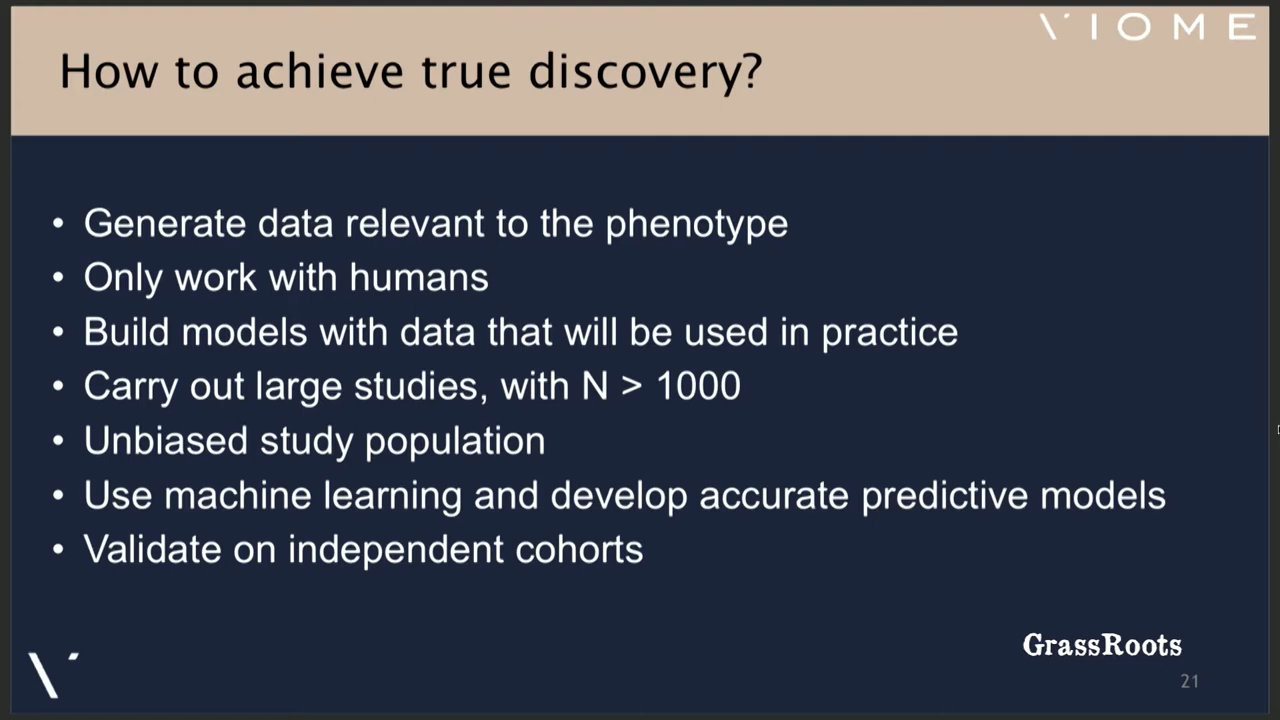 VIOME
How to achieve true discovery?
• Generate data relevant to the phenotype
• Only work with humans
• Build models with data that will be used in practice
• Carry out large studies, with N > 1000
• Unbiased study population
• Use machine learning and develop accurate predictive models
• Validate on independent cohorts
GrassRoots
21